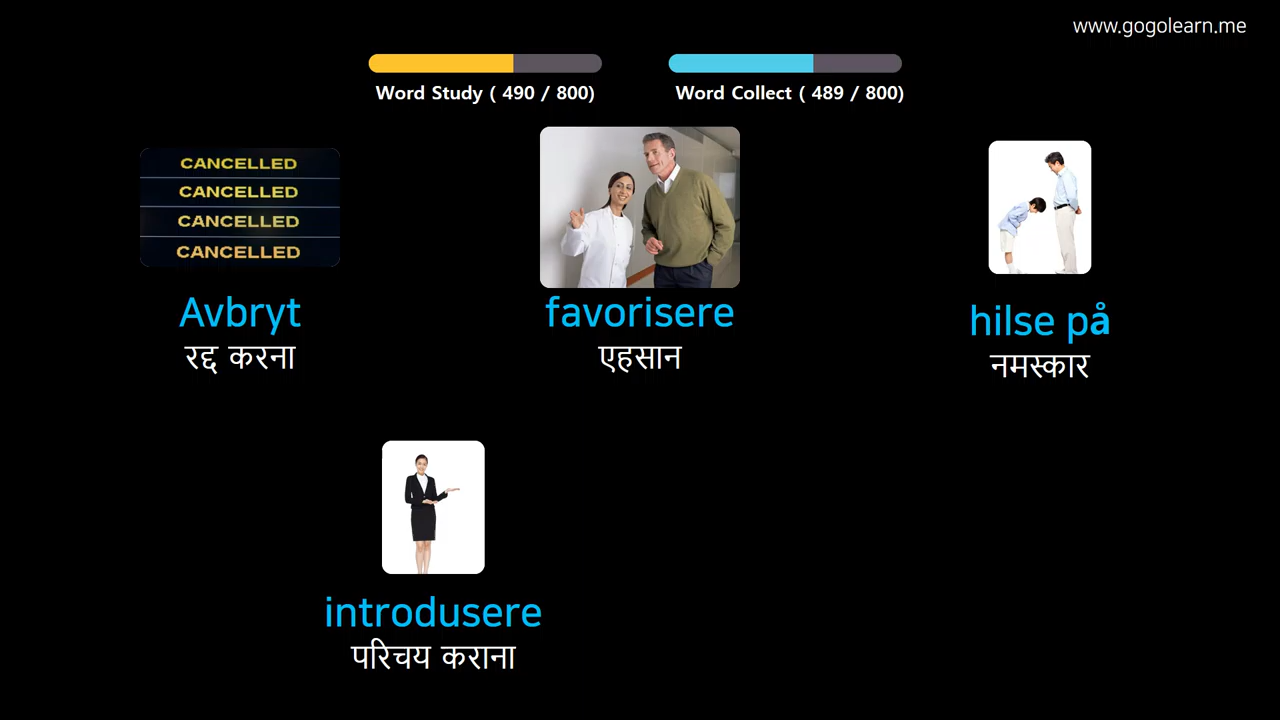 www.gogolearn.me
Word Study ( 490 / 800)
Word Collect ( 489 / 800)
CANCELLED
CANCELLED
CANCELLED
CANCELLED
Avbryt
रद्द करना
favorisere
एहसान
hilse på
नमस्कार
introdusere
परिचय कराना